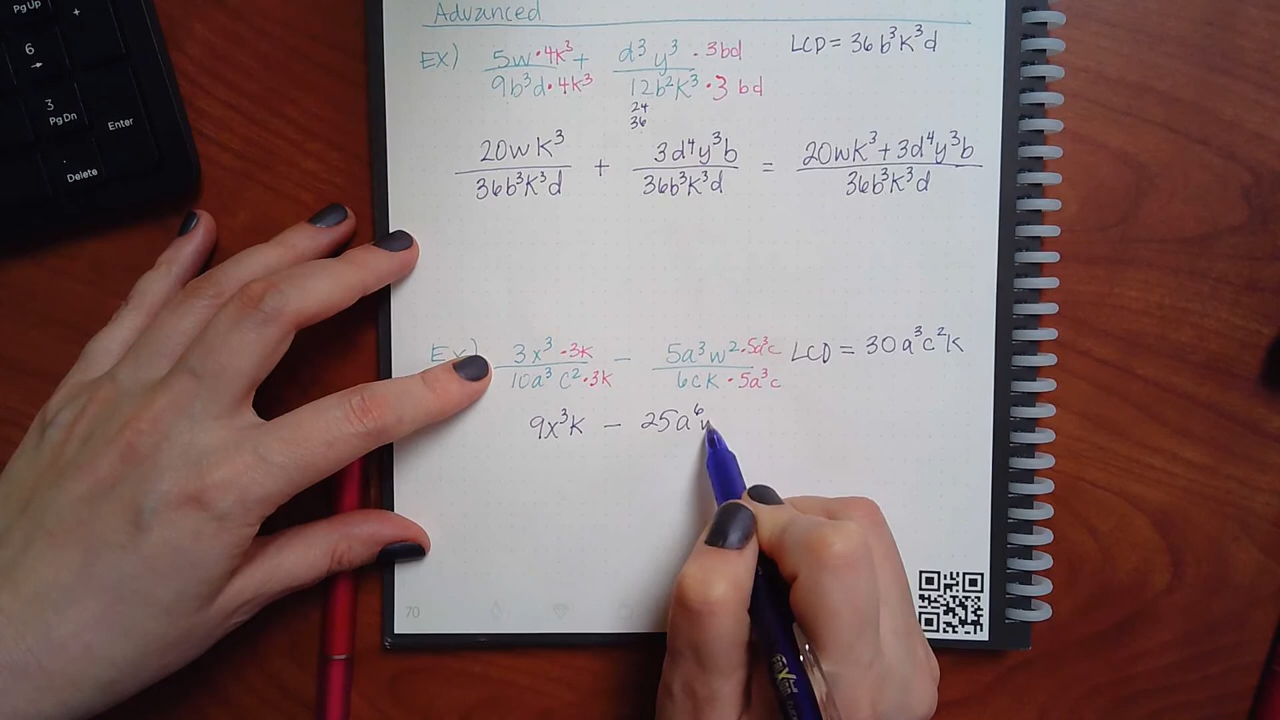 PgUp
+
6
3
PgDn
Enter
.
Delete
Advanced
Ex) 5w·4k³ / 9b³d·4k³ + d³y³·3bd / 12b²k³·3bd LCD = 36b³k³d
24
36
20wk³ / 36b³k³d + 3d⁴y³b / 36b³k³d = 20wk³+3d⁴y³b / 36b³k³d
Ex) 3x³·3k / 10a³c²·3k − 5a³w²·5a³c / 6ck·5a³c LCD = 30a³c²k
9x³k − 25a⁶
70